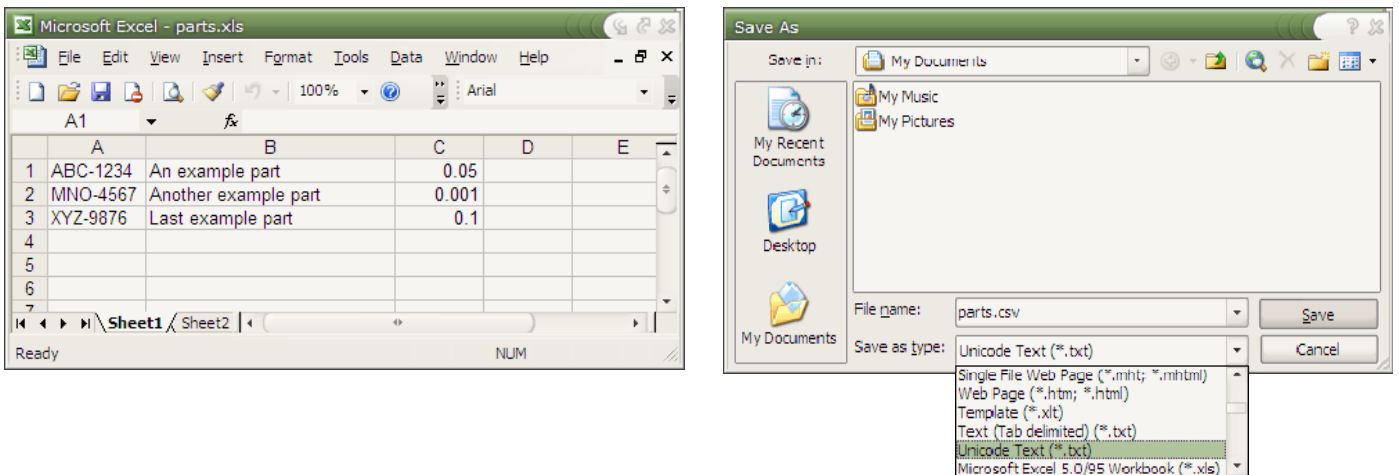 Microsoft Excel - parts.xls
File Edit View Insert Format Tools Data Window Help
100% Arial
A1 fx
A B C D E
1 ABC-1234 An example part 0.05
2 MNO-4567 Another example part 0.001
3 XYZ-9876 Last example part 0.1
4
5
6
7
Sheet1 Sheet2
Ready NUM
Save As
Save in: My Documents
My Music
My Pictures
My Recent
Documents
Desktop
My Documents
File name: parts.csv Save
Save as type: Unicode Text (*.txt) Cancel
Single File Web Page (*.mht; *.mhtml)
Web Page (*.htm; *.html)
Template (*.xlt)
Text (Tab delimited) (*.txt)
Unicode Text (*.txt)
Microsoft Excel 5.0/95 Workbook (*.xls)